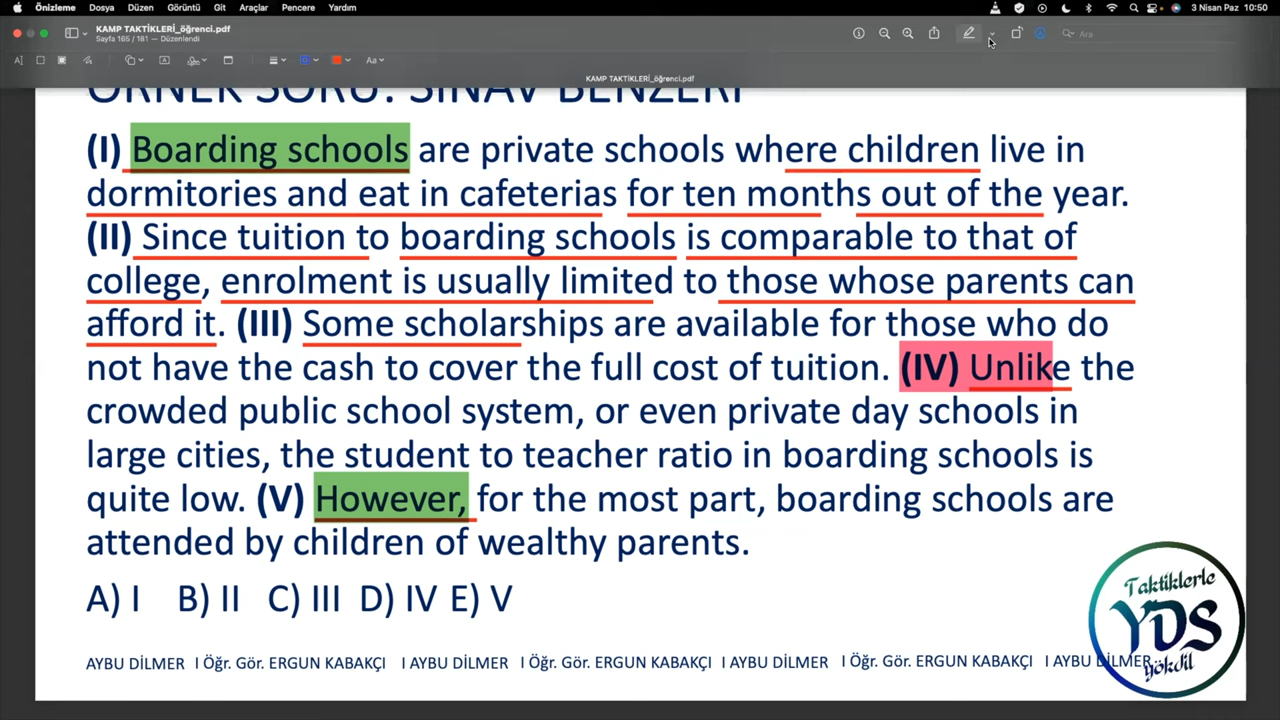 Önizleme Dosya Düzen Görüntü Git Araçlar Pencere Yardım 3 Nisan Paz 10:50
KAMP TAKTİKLERİ_öğrenci.pdf
Sayfa 165 / 181 — Düzenlendi
Ara
Aa
KAMP TAKTİKLERİ_öğrenci.pdf
ÖRNEK SORU: SINAV BENZERİ
(I) Boarding schools are private schools where children live in
dormitories and eat in cafeterias for ten months out of the year.
(II) Since tuition to boarding schools is comparable to that of
college, enrolment is usually limited to those whose parents can
afford it. (III) Some scholarships are available for those who do
not have the cash to cover the full cost of tuition. (IV) Unlike the
crowded public school system, or even private day schools in
large cities, the student to teacher ratio in boarding schools is
quite low. (V) However, for the most part, boarding schools are
attended by children of wealthy parents.
A) I B) II C) III D) IV E) V
AYBU DİLMER I Öğr. Gör. ERGUN KABAKÇI I AYBU DİLMER I Öğr. Gör. ERGUN KABAKÇI I AYBU DİLMER I Öğr. Gör. ERGUN KABAKÇI I AYBU DİLMER
Taktiklerle
YDS
yökdil